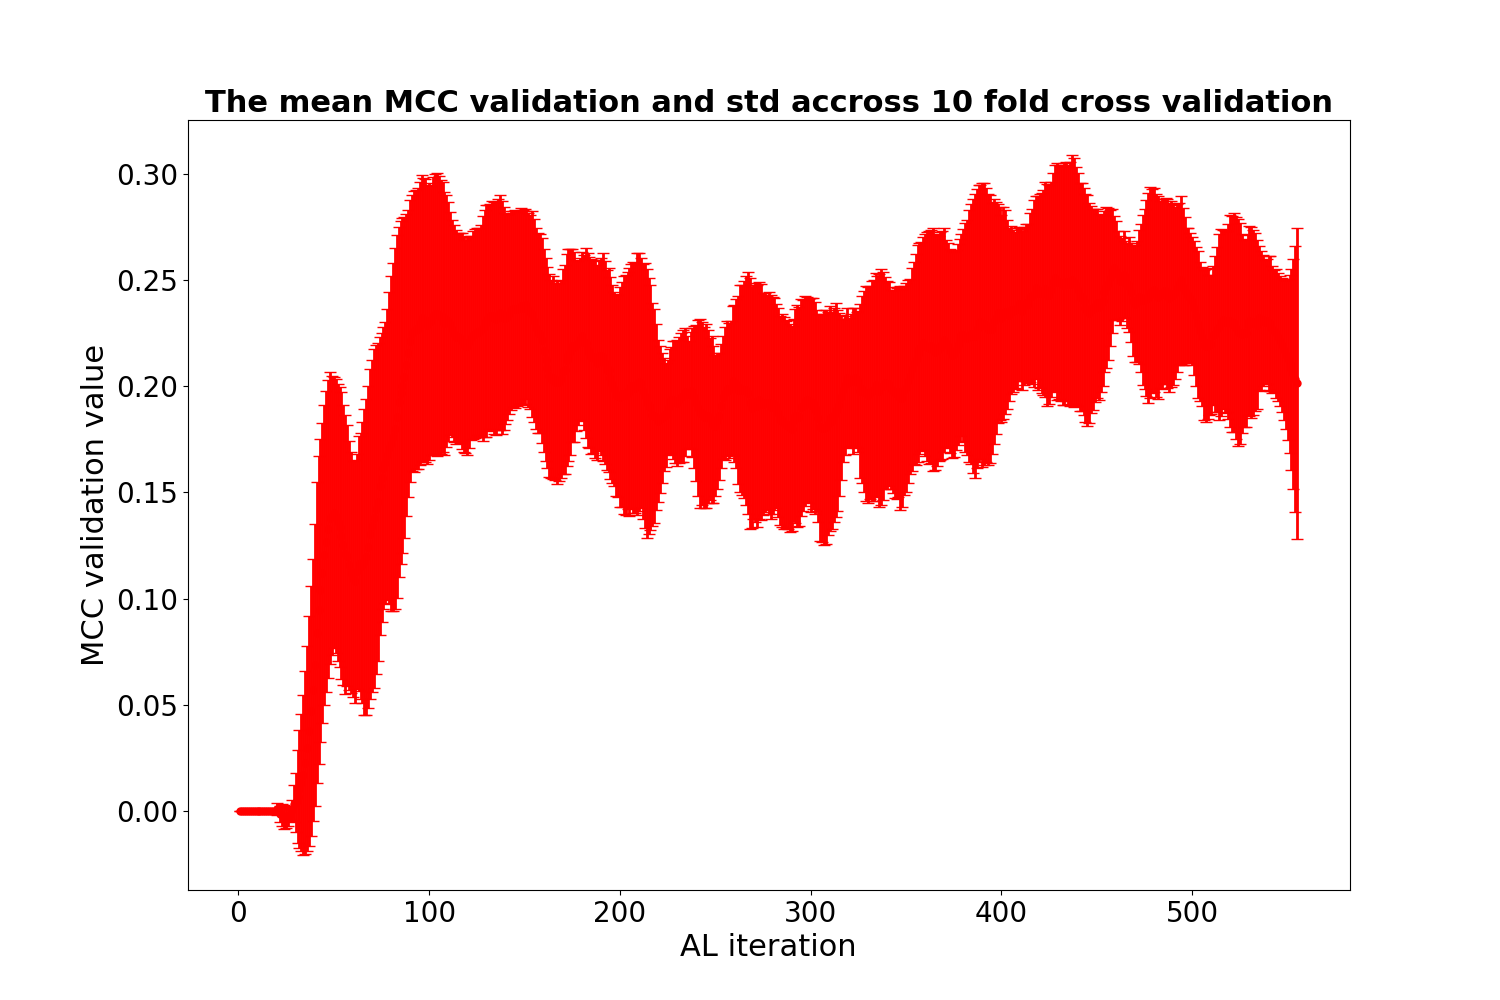 The mean MCC validation and std accross 10 fold cross validation
0.30
0.25
0.20
0.15
0.10
0.05
0.00
MCC validation value
0 100 200 300 400 500
AL iteration